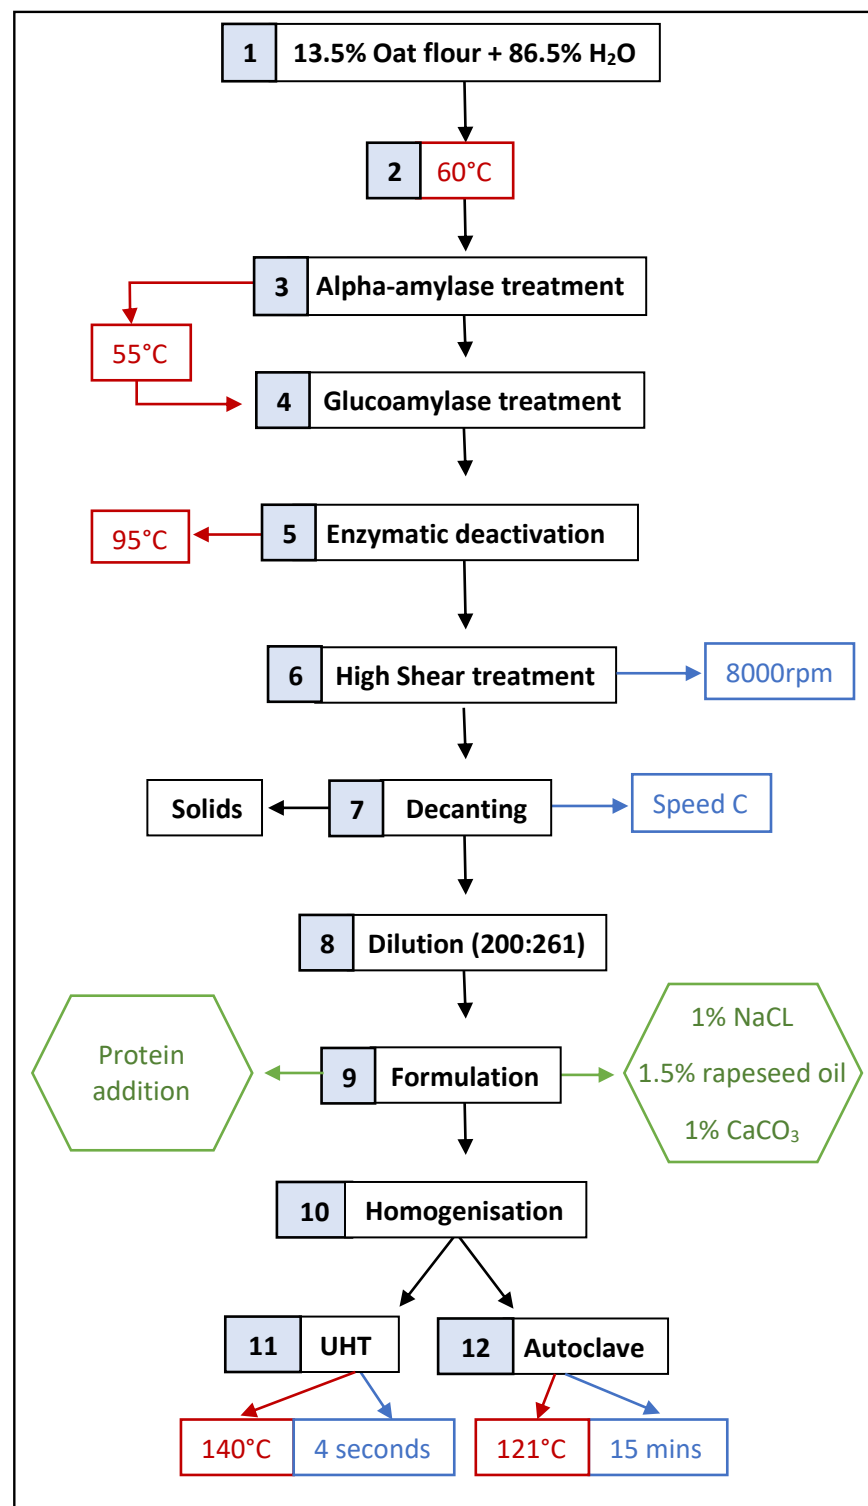 1 13.5% Oat flour + 86.5% H₂O
2 60°C
3 Alpha-amylase treatment
55°C
4 Glucoamylase treatment
95°C
5 Enzymatic deactivation
6 High Shear treatment
8000rpm
Solids
7 Decanting
Speed C
8 Dilution (200:261)
Protein
addition
9 Formulation
1% NaCL
1.5% rapeseed oil
1% CaCO₃
10 Homogenisation
11 UHT
12 Autoclave
140°C
4 seconds
121°C
15 mins